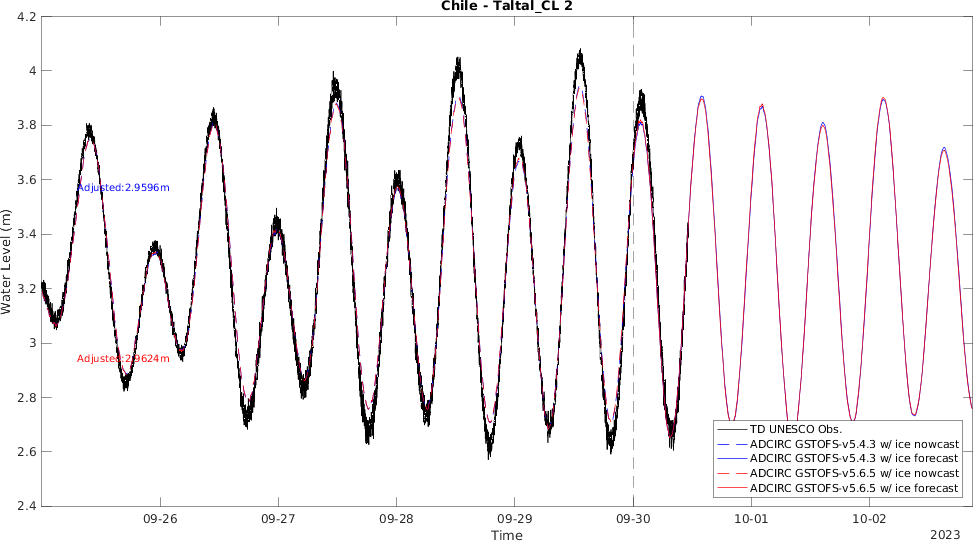 Chile - Taltal_CL 2
4.2
4
3.8
3.6
3.4
3.2
3
2.8
2.6
2.4
Water Level (m)
Adjusted:2.9596m
Adjusted:2.9624m
TD UNESCO Obs.
ADCIRC GSTOFS-v5.4.3 w/ ice nowcast
ADCIRC GSTOFS-v5.4.3 w/ ice forecast
ADCIRC GSTOFS-v5.6.5 w/ ice nowcast
ADCIRC GSTOFS-v5.6.5 w/ ice forecast
09-26 09-27 09-28 09-29 09-30 10-01 10-02
Time
2023